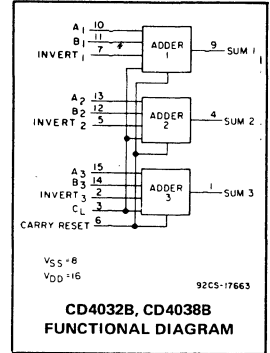 A1 10
B1 11
INVERT1 7
ADDER 1
9 SUM 1
A2 13
B2 12
INVERT 2 5
ADDER 2
4 SUM 2
A3 15
B3 14
INVERT3 2
CL 3
ADDER 3
1 SUM 3
CARRY RESET 6
VSS = 8
VDD = 16
92CS-17663
CD4032B, CD4038B
FUNCTIONAL DIAGRAM